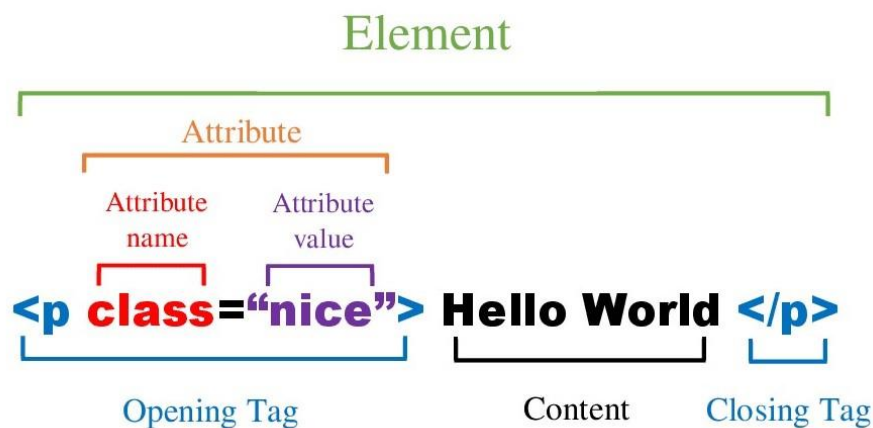 Element
Attribute
Attribute name
Attribute value
<p class=“nice”> Hello World </p>
Opening Tag
Content
Closing Tag